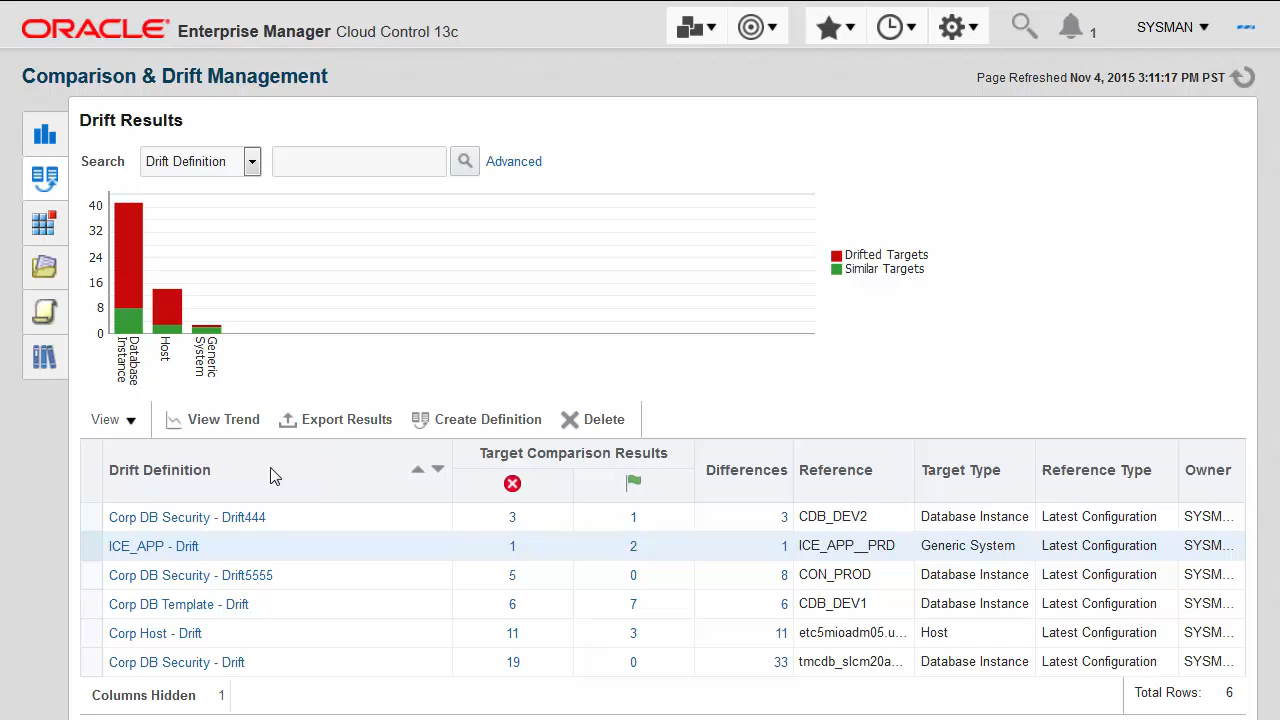 ORACLE® Enterprise Manager Cloud Control 13c 1 SYSMAN
Comparison & Drift Management
Page Refreshed Nov 4, 2015 3:11:17 PM PST
Drift Results
Search Drift Definition Advanced
40
32
24
16
8
0
Database Instance
Host
Generic System
Drifted Targets
Similar Targets
View View Trend Export Results Create Definition Delete
Drift Definition Target Comparison Results Differences Reference Target Type Reference Type Owner
Corp DB Security - Drift444 3 1 3 CDB_DEV2 Database Instance Latest Configuration SYSM...
ICE_APP - Drift 1 2 1 ICE_APP__PRD Generic System Latest Configuration SYSM...
Corp DB Security - Drift5555 5 0 8 CON_PROD Database Instance Latest Configuration SYSM...
Corp DB Template - Drift 6 7 6 CDB_DEV1 Database Instance Latest Configuration SYSM...
Corp Host - Drift 11 3 11 etc5mioadm05.u... Host Latest Configuration SYSM...
Corp DB Security - Drift 19 0 33 tmcdb_slcm20a... Database Instance Latest Configuration SYSM...
Columns Hidden 1 Total Rows: 6